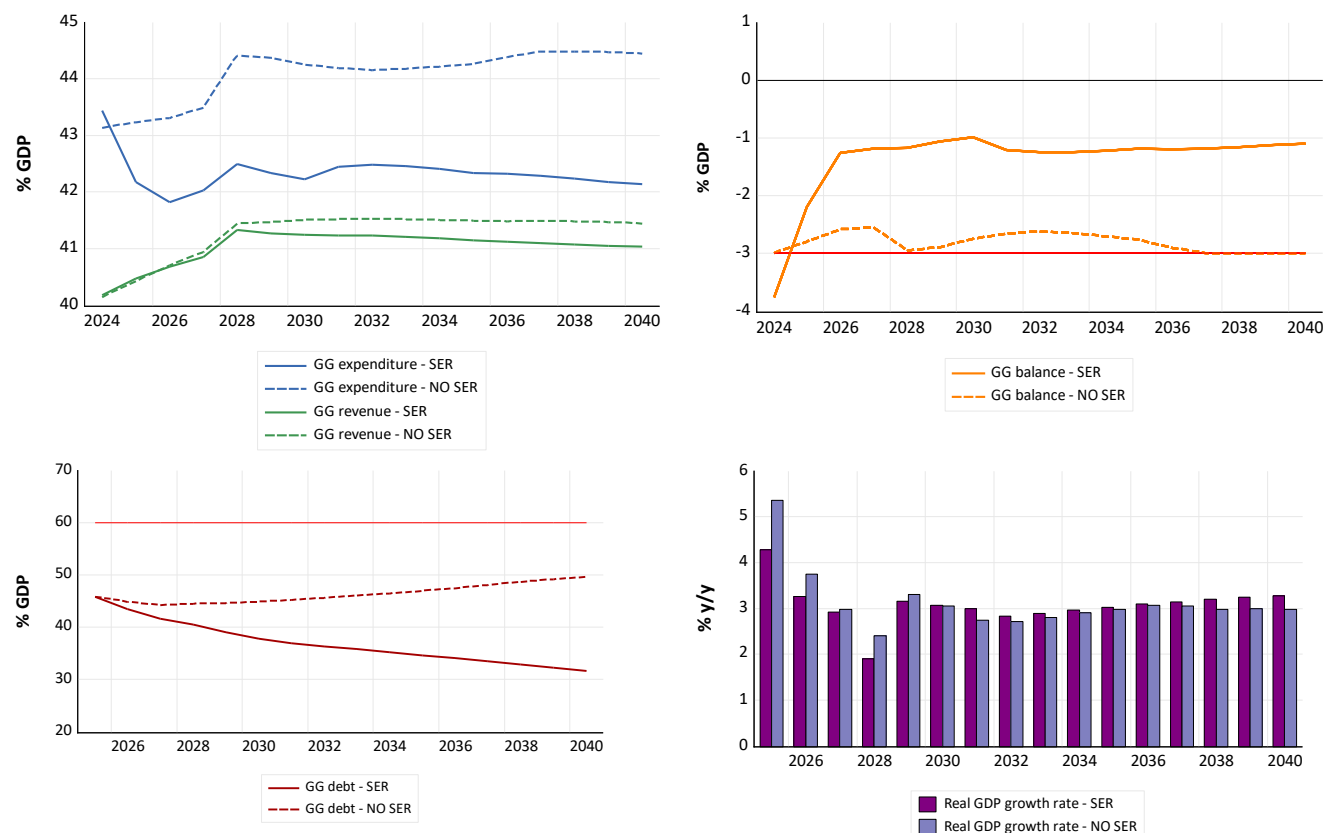 % GDP
45
44
43
42
41
40
2024 2026 2028 2030 2032 2034 2036 2038 2040
GG expenditure - SER
GG expenditure - NO SER
GG revenue - SER
GG revenue - NO SER
% GDP
1
0
-1
-2
-3
-4
2024 2026 2028 2030 2032 2034 2036 2038 2040
GG balance - SER
GG balance - NO SER
% GDP
70
60
50
40
30
20
2026 2028 2030 2032 2034 2036 2038 2040
GG debt - SER
GG debt - NO SER
% y/y
6
5
4
3
2
1
0
2026 2028 2030 2032 2034 2036 2038 2040
Real GDP growth rate - SER
Real GDP growth rate - NO SER